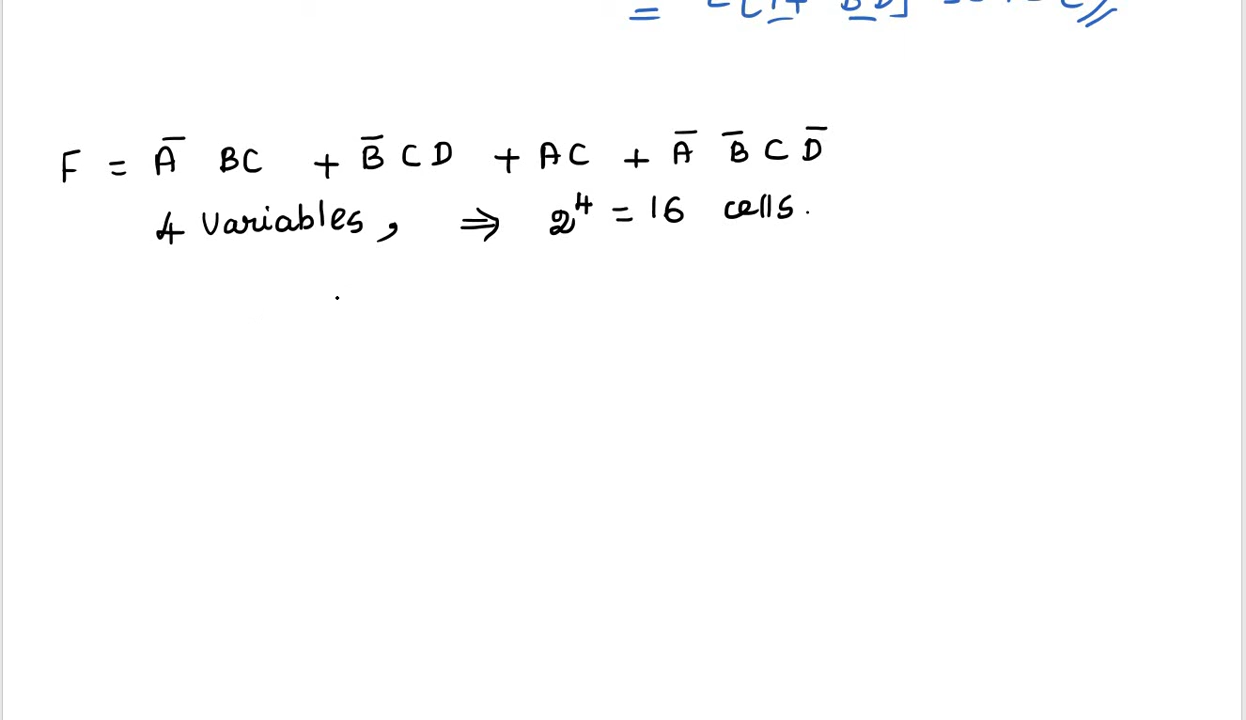 =
F = A̅ BC + B̅ C D + AC + A̅ B̅ C D̅
4 variables, ⇒ 2⁴ = 16 cells.